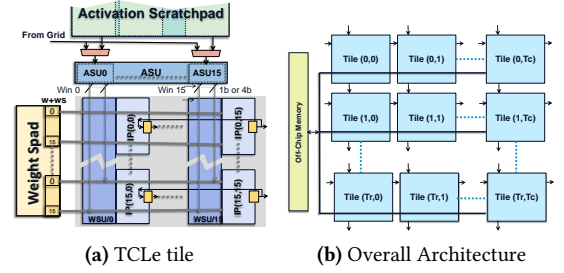 Activation Scratchpad
From Grid
ASU0 ASU ASU15
Win 0 Win 15 1b or 4b
w+ws
Weight Spad
0
15
0
15
IP(0,0)
IP(0,15)
IP(15,0)
IP(15,15)
WSU/0
WSU/15
(a) TCLe tile
Off-Chip Memory
Tile (0,0) Tile (0,1) Tile (0,Tc)
Tile (1,0) Tile (1,1) Tile (1,Tc)
Tile (Tr,0) Tile (Tr,1) Tile (Tr,Tc)
(b) Overall Architecture